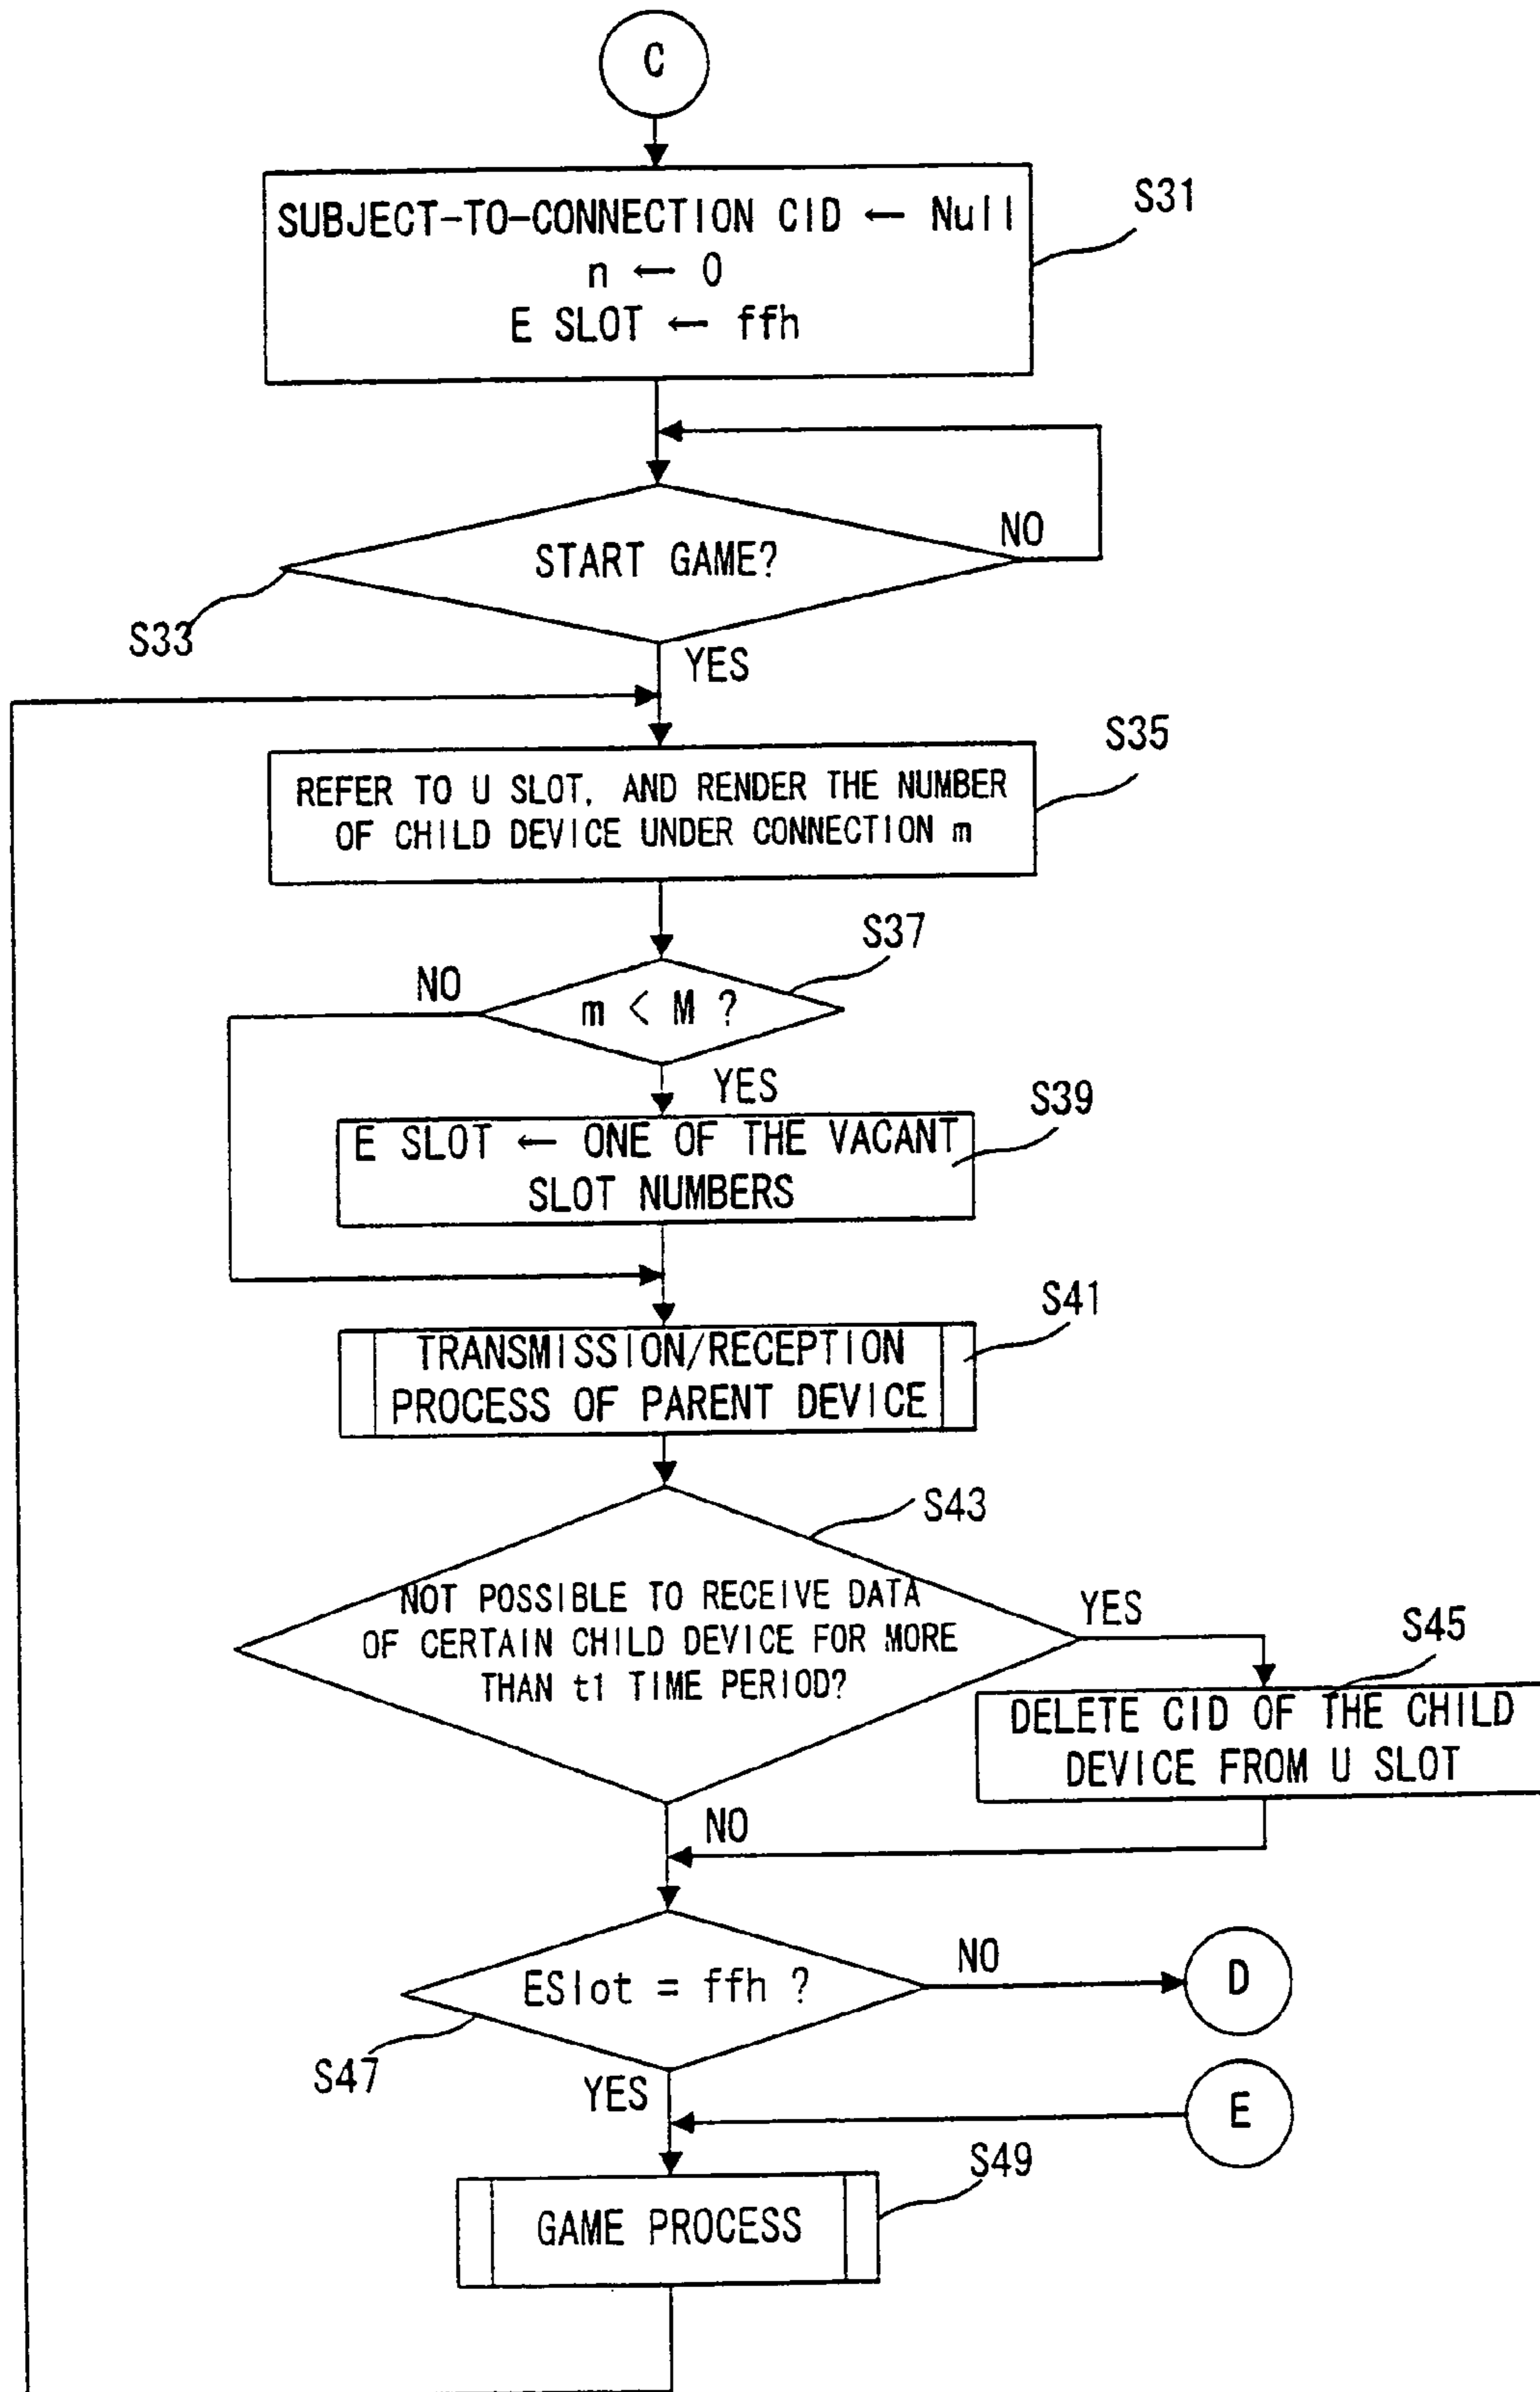 C
SUBJECT-TO-CONNECTION CID ← Null
n ← 0
E SLOT ← ffh
S31
START GAME?
NO
S33
YES
REFER TO U SLOT, AND RENDER THE NUMBER
OF CHILD DEVICE UNDER CONNECTION m
S35
S37
NO
m < M ?
YES
S39
E SLOT ← ONE OF THE VACANT
SLOT NUMBERS
S41
TRANSMISSION/RECEPTION
PROCESS OF PARENT DEVICE
S43
NOT POSSIBLE TO RECEIVE DATA
OF CERTAIN CHILD DEVICE FOR MORE
THAN t1 TIME PERIOD?
YES
S45
DELETE CID OF THE CHILD
DEVICE FROM U SLOT
NO
ESlot = ffh ?
NO
D
S47
YES
E
S49
GAME PROCESS